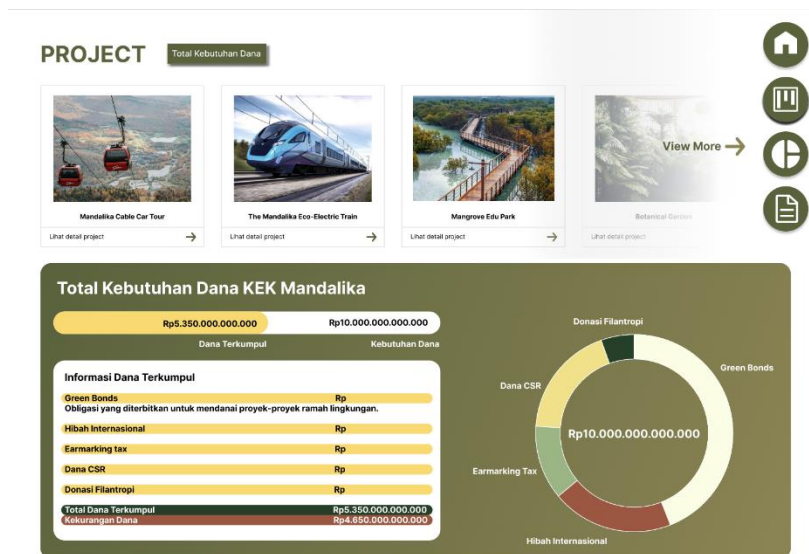 PROJECT
Total Kebutuhan Dana
View More
Mandalika Cable Car Tour
The Mandalika Eco-Electric Train
Mangrove Edu Park
Botanical Garden
Lihat detail project
Lihat detail project
Lihat detail project
Lihat detail project
Total Kebutuhan Dana KEK Mandalika
Rp5.350.000.000.000
Rp10.000.000.000.000
Dana Terkumpul
Kebutuhan Dana
Informasi Dana Terkumpul
Green Bonds Rp
Obligasi yang diterbitkan untuk mendanai proyek-proyek ramah lingkungan.
Hibah Internasional Rp
Earmarking tax Rp
Dana CSR Rp
Donasi Filantropi Rp
Total Dana Terkumpul Rp5.350.000.000.000
Kekurangan Dana Rp4.650.000.000.000
Donasi Filantropi
Green Bonds
Dana CSR
Rp10.000.000.000.000
Earmarking Tax
Hibah Internasional